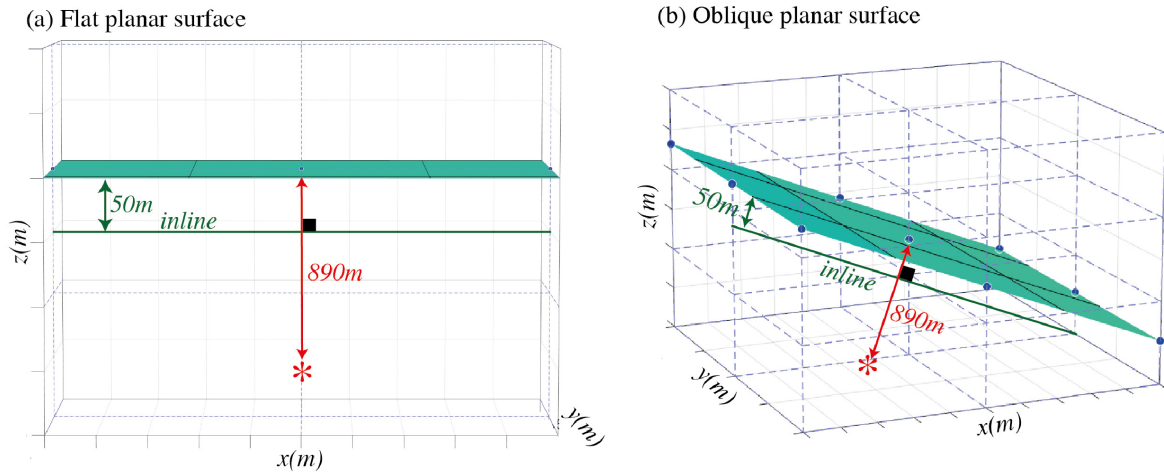 (a) Flat planar surface
50m
inline
890m
z(m)
x(m)
y(m)
(b) Oblique planar surface
50m
inline
890m
z(m)
y(m)
x(m)